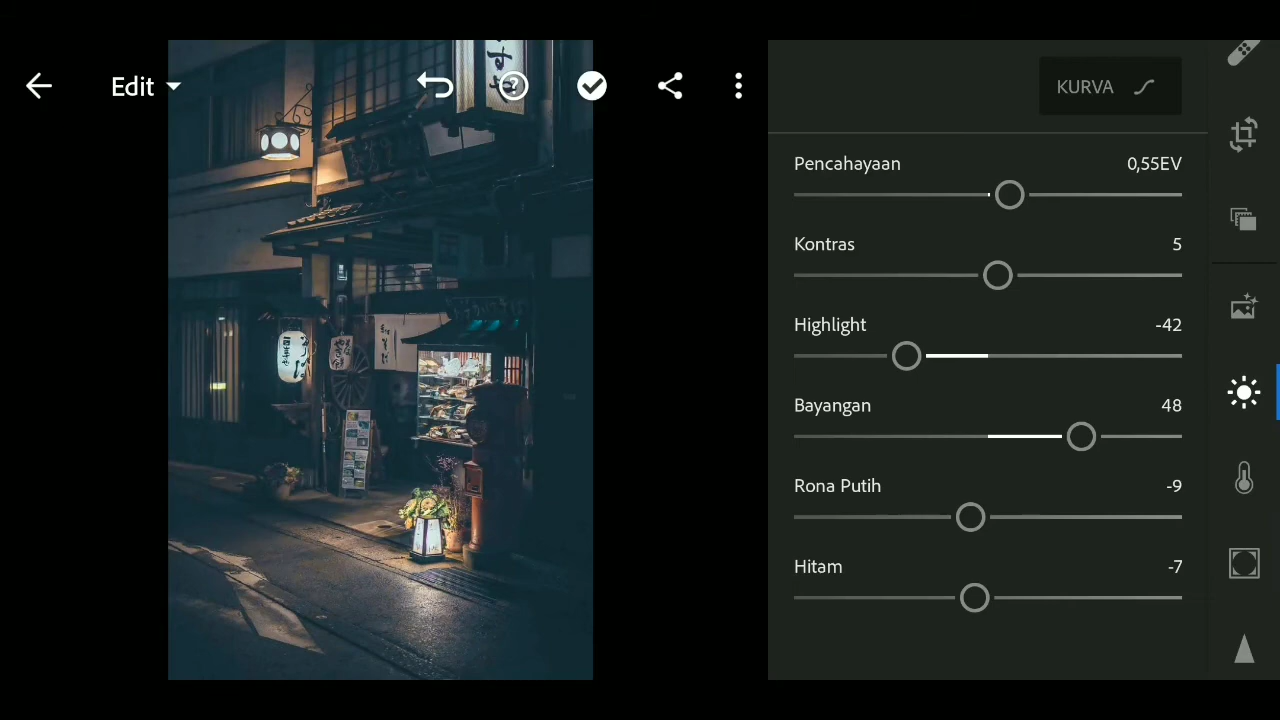 Edit
KURVA
Pencahayaan 0,55EV
Kontras 5
Highlight -42
Bayangan 48
Rona Putih -9
Hitam -7